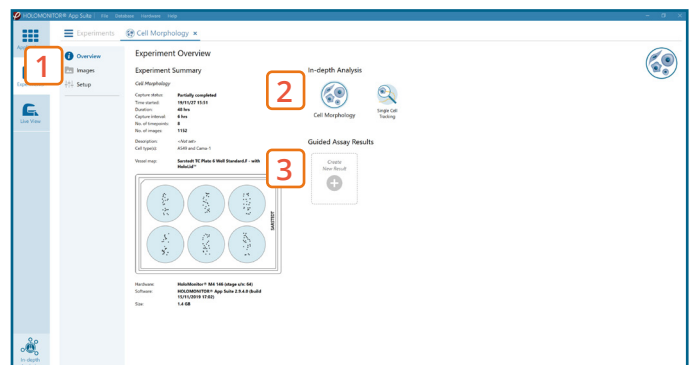 HOLOMONITOR® App Suite File Database Hardware Help
Experiments Cell Morphology ×
1
Overview
Images
Setup
Live View
In-depth
Experiment Overview
Experiment Summary
Cell Morphology
Capture status: Partially completed
Time started: 19/11/27 15:51
Duration: 48 hrs
Capture interval: 6 hrs
No. of timepoints: 8
No. of images: 1152
Description: <Not set>
Cell type(s): A549 and Cama-1
Vessel map: Sarstedt TC Plate 6 Well Standard.F - with
HoloLid™
SARSTEDT
Hardware: HoloMonitor® M4 146 (stage s/n: 64)
Software: HOLOMONITOR® App Suite 2.9.4.0 (build
15/11/2019 17:02)
Size: 1.4 GB
In-depth Analysis
2
Cell Morphology
Single Cell
Tracking
Guided Assay Results
3
Create
New Result